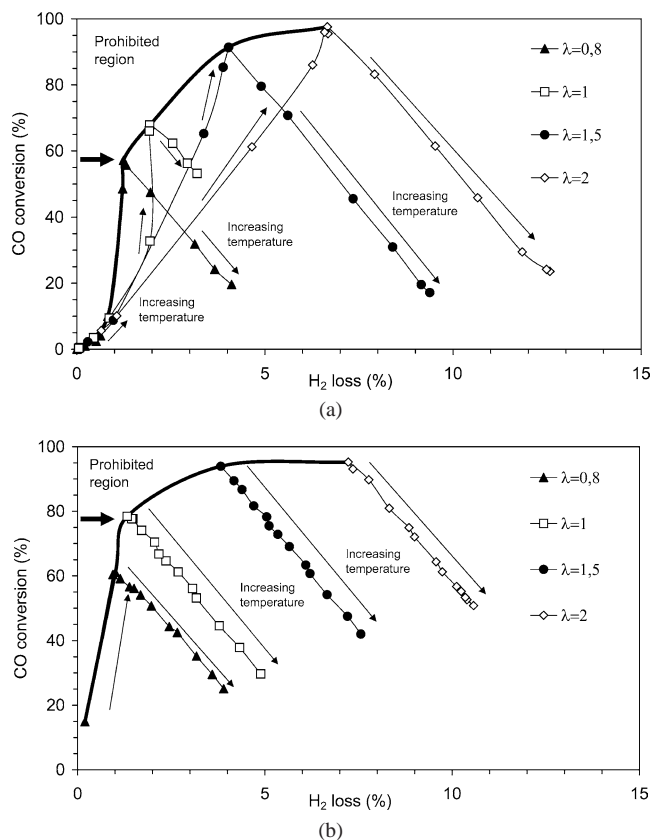 (a)
CO conversion (%)
100
80
60
40
20
0
Prohibited
region
λ=0,8
λ=1
λ=1,5
λ=2
Increasing
temperature
Increasing
temperature
Increasing
temperature
0
5
10
15
H₂ loss (%)
(a)
(b)
CO conversion (%)
100
80
60
40
20
0
Prohibited
region
λ=0,8
λ=1
λ=1,5
λ=2
Increasing
temperature
Increasing
temperature
0
5
10
15
H₂ loss (%)
(b)